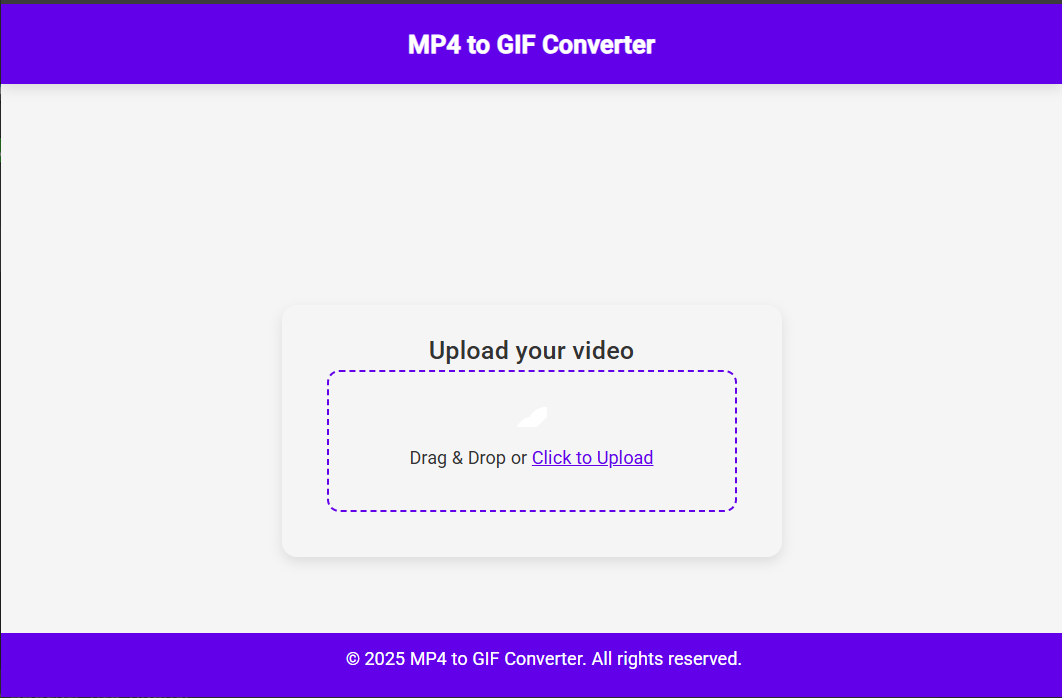 MP4 to GIF Converter
Upload your video
Drag & Drop or Click to Upload
© 2025 MP4 to GIF Converter. All rights reserved.